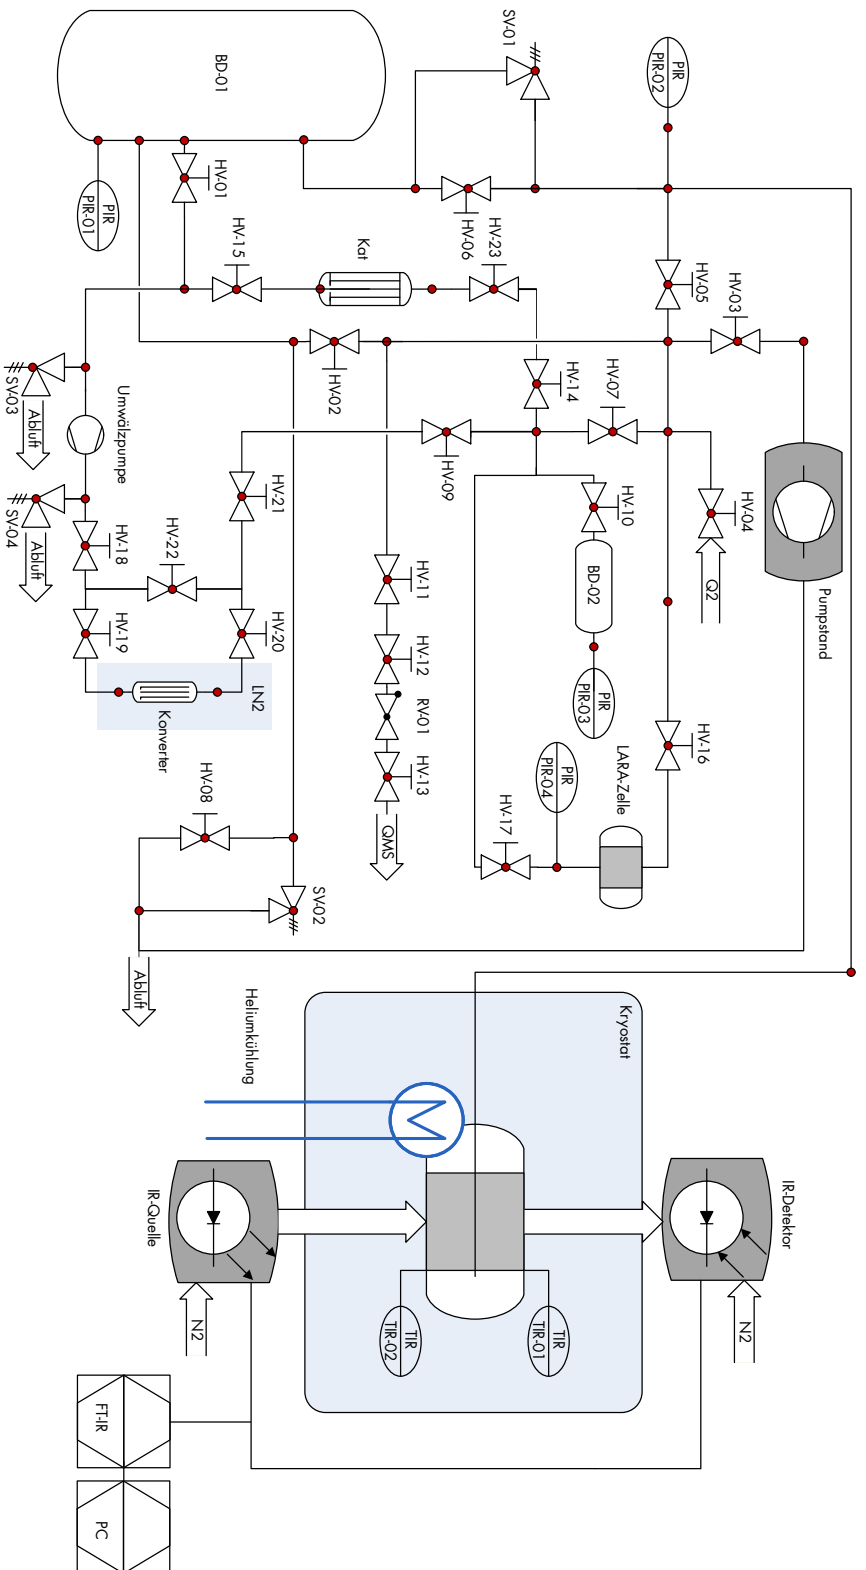 BD-01
SV-01
PIR
PIR-02
PIR
PIR-01
HV-01
HV-06
HV-15
Kat
HV-23
HV-05
HV-03
SV-03
Abluft
Umwälzpumpe
SV-04
Abluft
HV-02
HV-14
HV-07
HV-09
HV-21
HV-18
HV-22
HV-10
HV-04
Q2
Pumpstand
BD-02
PIR
PIR-03
HV-11
HV-12
RV-01
HV-13
QMS
HV-19
HV-20
LN2
Konverter
HV-16
LARA-Zelle
PIR
PIR-04
HV-17
HV-08
SV-02
Abluft
Heliumkühlung
Kryostat
IR-Quelle
N2
IR-Detektor
N2
TIR
TIR-02
TIR
TIR-01
FT-IR
PC